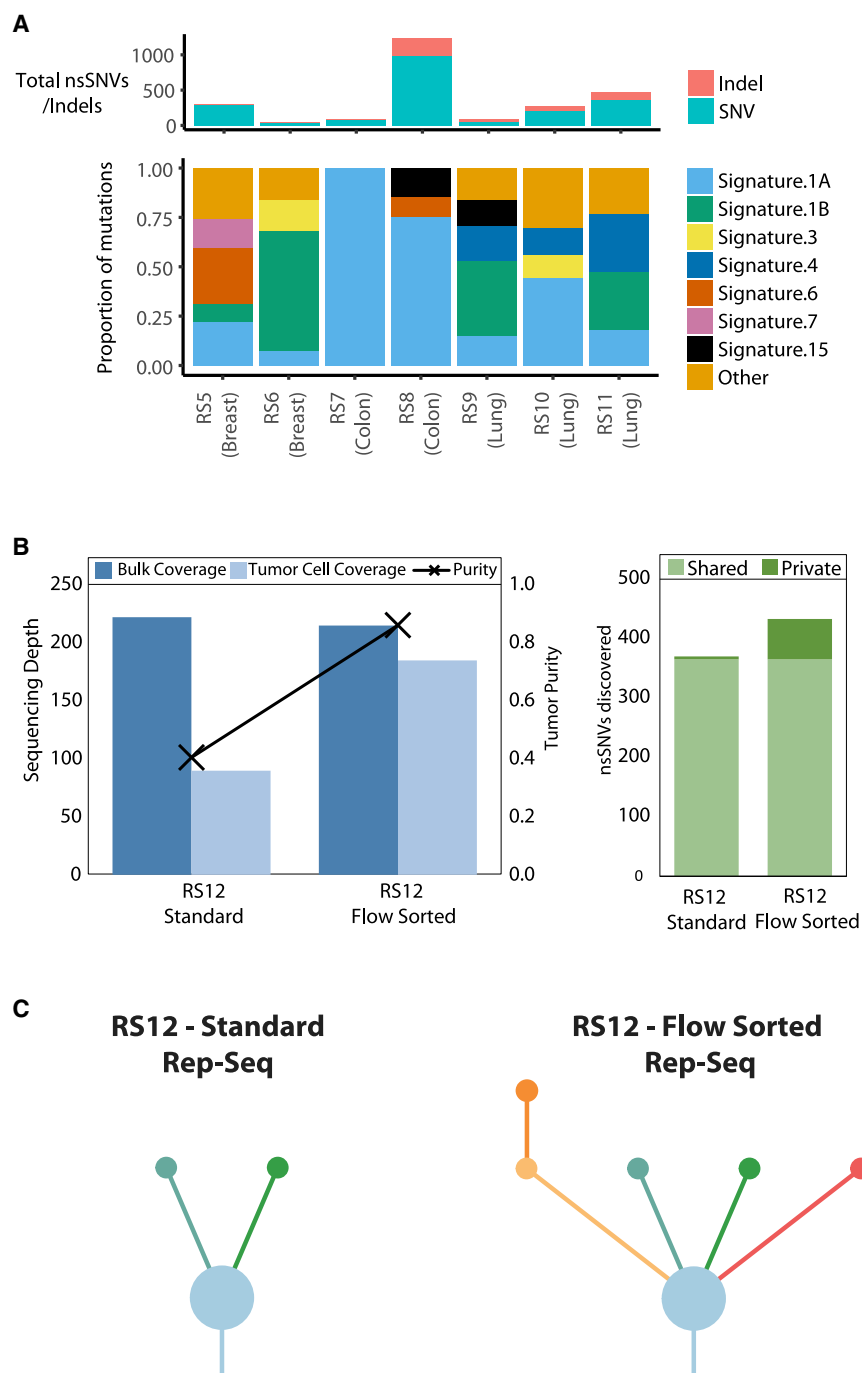 A
Total nsSNVs
/Indels
1000
500
0
Indel
SNV
Proportion of mutations
1.00
0.75
0.50
0.25
0.00
Signature.1A
Signature.1B
Signature.3
Signature.4
Signature.6
Signature.7
Signature.15
Other
RS5
(Breast)
RS6
(Breast)
RS7
(Colon)
RS8
(Colon)
RS9
(Lung)
RS10
(Lung)
RS11
(Lung)
B
Bulk Coverage
Tumor Cell Coverage
Purity
Sequencing Depth
250
200
150
100
50
0
1.0
0.8
0.6
0.4
0.2
0.0
Tumor Purity
RS12
Standard
RS12
Flow Sorted
Shared
Private
nsSNVs discovered
500
400
300
200
100
0
RS12
Standard
RS12
Flow Sorted
C
RS12 - Standard
Rep-Seq
RS12 - Flow Sorted
Rep-Seq